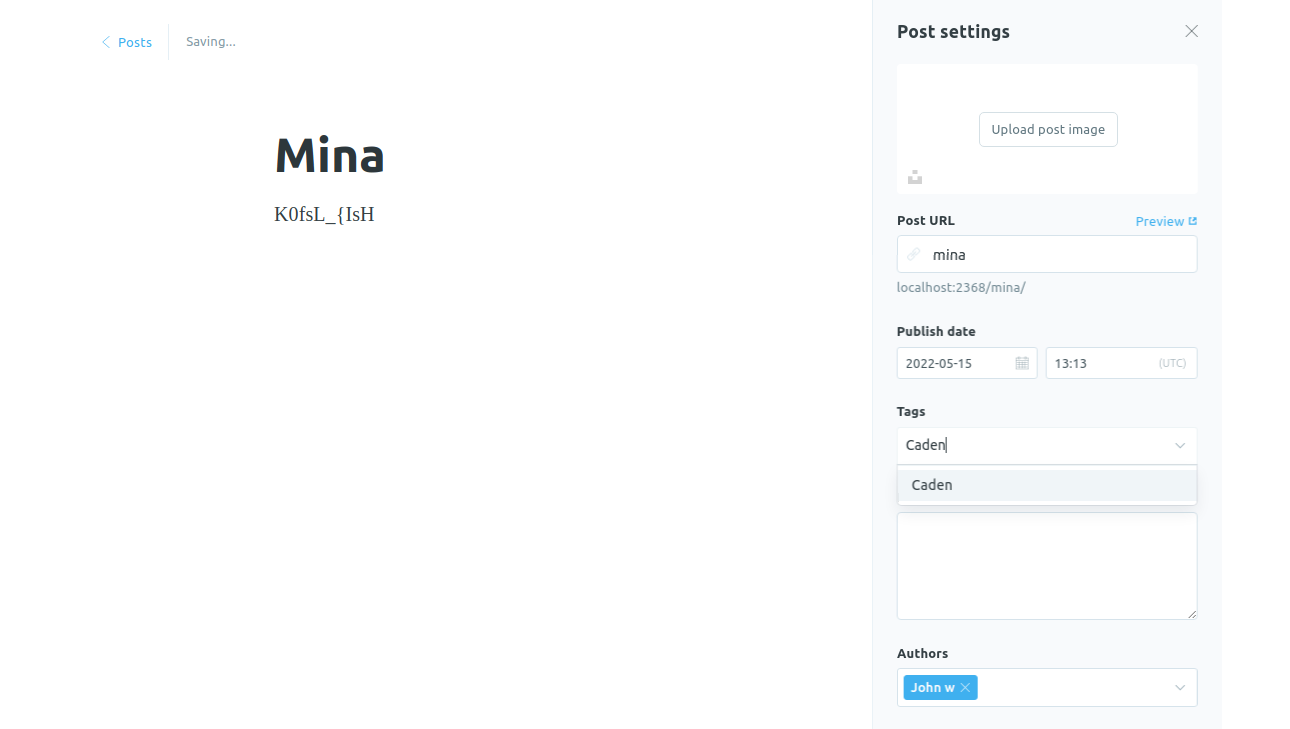 Posts
Saving...
Mina
K0fsL_{IsH
Post settings
Upload post image
Post URL
Preview
mina
localhost:2368/mina/
Publish date
2022-05-15
13:13
(UTC)
Tags
Caden
Caden
Authors
John w